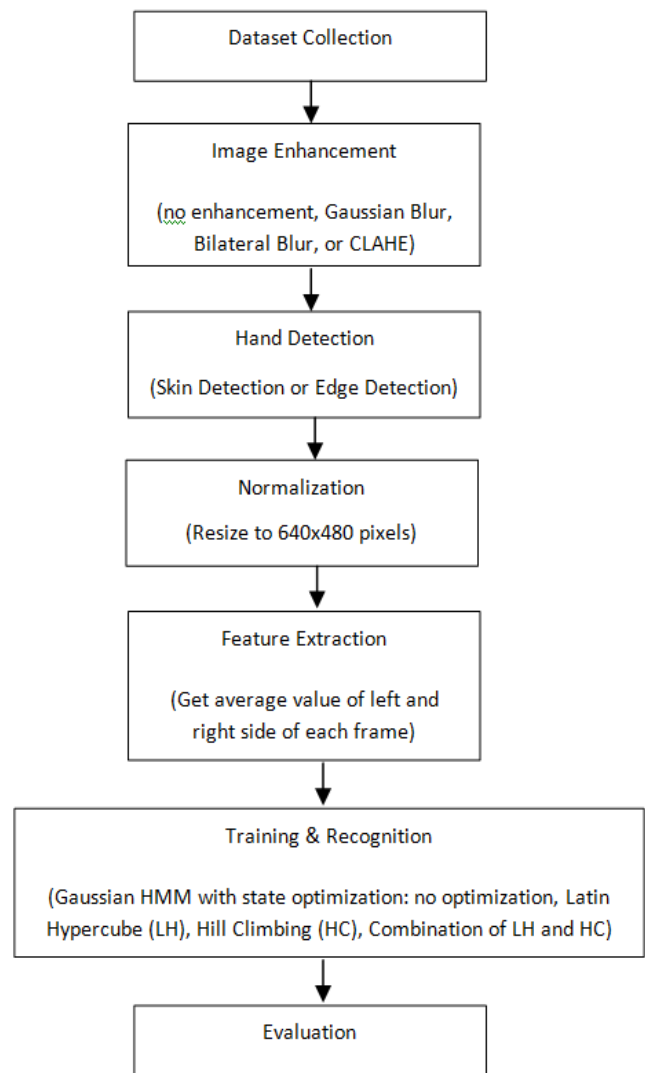 Dataset Collection
Image Enhancement
(no enhancement, Gaussian Blur,
Bilateral Blur, or CLAHE)
Hand Detection
(Skin Detection or Edge Detection)
Normalization
(Resize to 640x480 pixels)
Feature Extraction
(Get average value of left and
right side of each frame)
Training & Recognition
(Gaussian HMM with state optimization: no optimization, Latin
Hypercube (LH), Hill Climbing (HC), Combination of LH and HC)
Evaluation